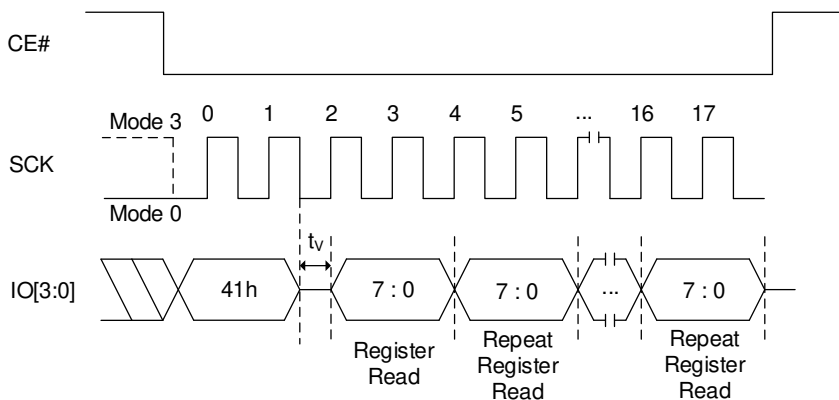 CE#
0 1 2 3 4 5 ... 16 17
Mode 3
SCK
Mode 0
tV
IO[3:0]
41h 7 : 0 7 : 0 ... 7 : 0
Register
Read
Repeat
Register
Read
Repeat
Register
Read